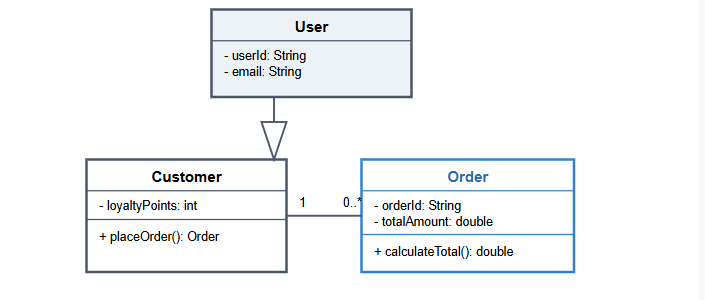 User
- userId: String
- email: String
Customer
- loyaltyPoints: int
+ placeOrder(): Order
1
0..*
Order
- orderId: String
- totalAmount: double
+ calculateTotal(): double